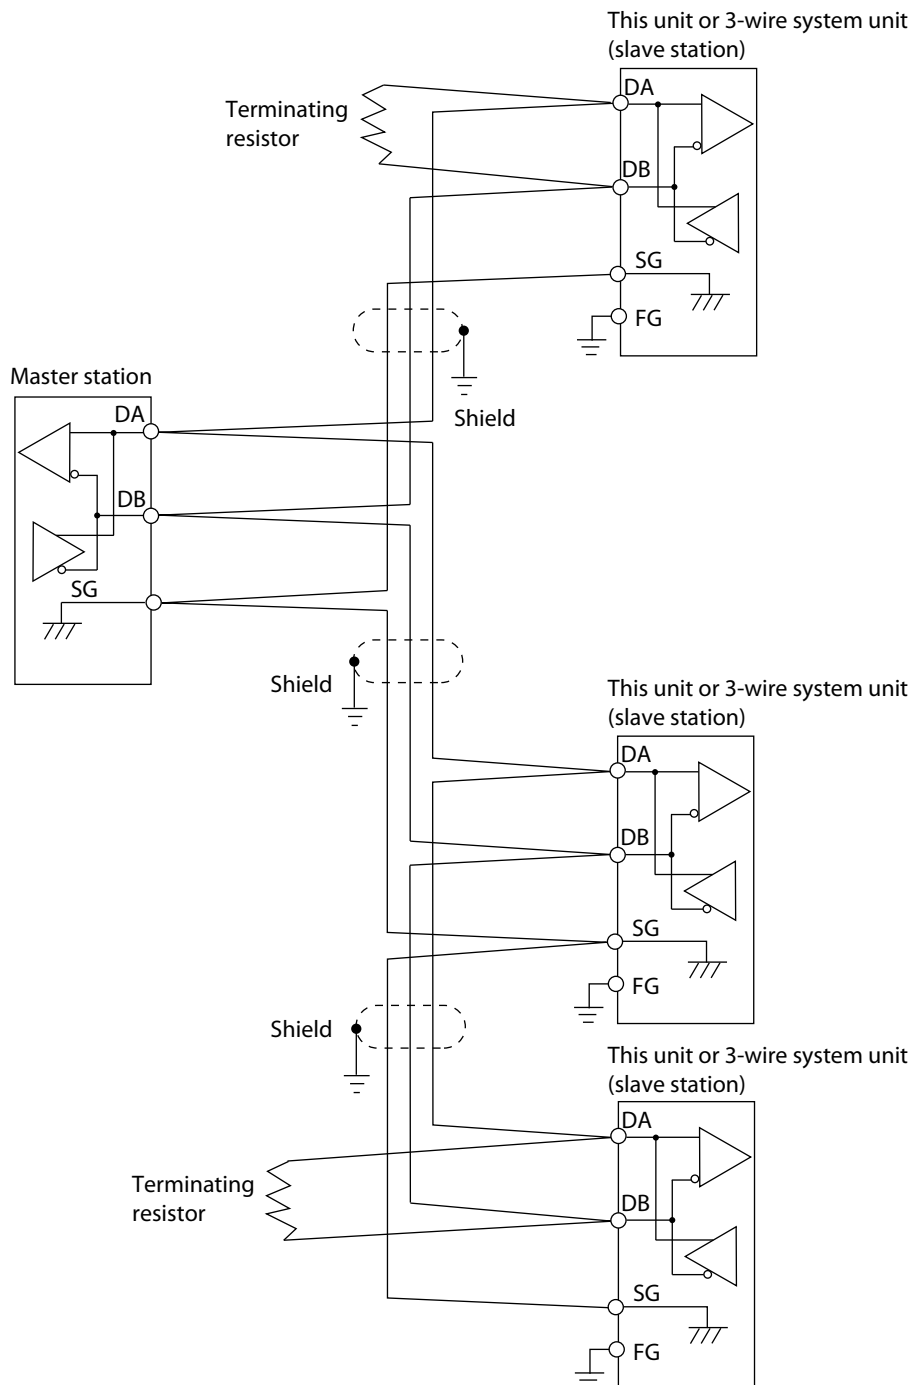 This unit or 3-wire system unit
(slave station)
DA
Terminating
resistor
DB
SG
FG
Shield
Master station
DA
DB
SG
Shield
This unit or 3-wire system unit
(slave station)
DA
DB
SG
FG
Shield
This unit or 3-wire system unit
(slave station)
DA
Terminating
resistor
DB
SG
FG